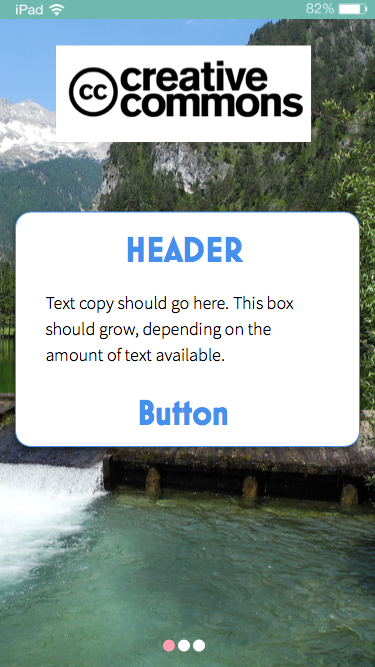 iPad 82%
cc creative
commons
HEADER
Text copy should go here. This box
should grow, depending on the
amount of text available.
Button